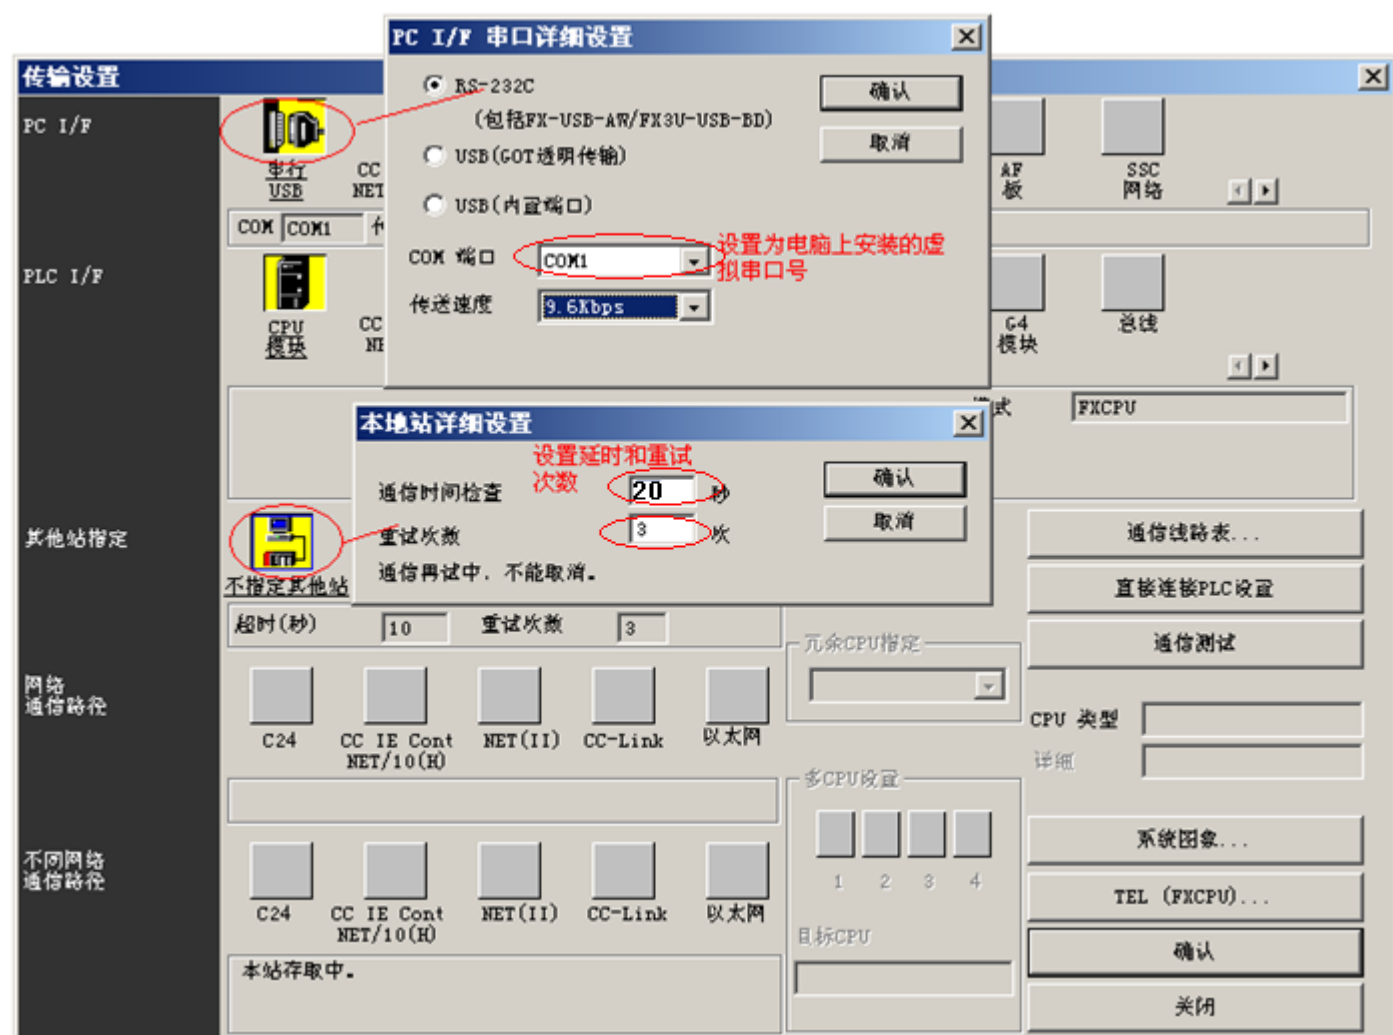 PC I/F 串口详细设置
传输设置
RS-232C
(包括FX-USB-AW/FX3U-USB-BD)
USB(GOT透明传输)
USB(内置端口)
确认
取消
COM 端口
COM1
设置为电脑上安装的虚
拟串口号
传送速度
9.6Kbps
PC I/F
串行
USB
CC
NET
AF
板
SSC
网络
COM
COM1
PLC I/F
CPU
模块
CC
NE
G4
模块
总线
式
FXCPU
本地站详细设置
设置延时和重试
次数
通信时间检查
20
秒
重试次数
3
次
通信再试中，不能取消。
确认
取消
其他站指定
不指定其他站
超时(秒)
10
重试次数
3
通信线路表...
直接连接PLC设置
通信测试
冗余CPU指定
CPU 类型
详细
网络
通信路径
C24
CC IE Cont
NET/10(H)
NET(II)
CC-Link
以太网
多CPU设置
1 2 3 4
目标CPU
系统图象...
TEL (FXCPU)...
确认
关闭
不同网络
通信路径
C24
CC IE Cont
NET/10(H)
NET(II)
CC-Link
以太网
本站存取中。